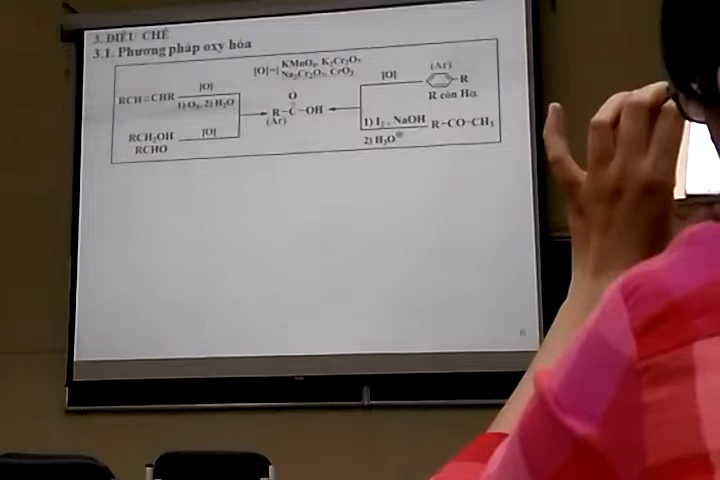 3. ĐIỀU CHẾ
3.1. Phương pháp oxy hóa
[O]= KMnO₄, K₂Cr₂O₇
Na₂Cr₂O₇, CrO₃
RCH=CHR [O]
1) O₃, 2) H₂O
RCH₂OH [O]
RCHO
O
R-C-OH
(Ar)
[O] (Ar) R
R còn Hα
1) I₂, NaOH R-CO-CH₃
2) H₃O⊕
6